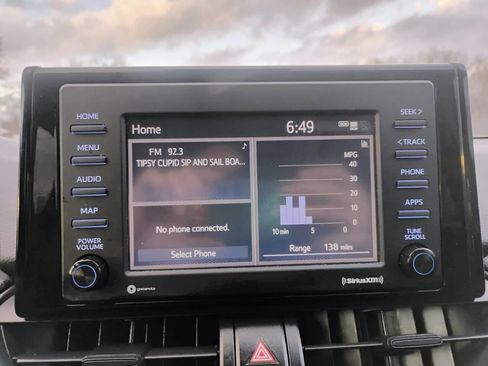 HOME
MENU
AUDIO
MAP
POWER
VOLUME
Home
6:49
FM 92.3
TIPSY CUPID SIP AND SAIL BOA...
No phone connected.
Select Phone
MPG
40
30
20
10
0
10 min 5 0
Range 138 miles
SEEK >
< TRACK
PHONE
APPS
TUNE
SCROLL
gracenote
((SiriusXM))